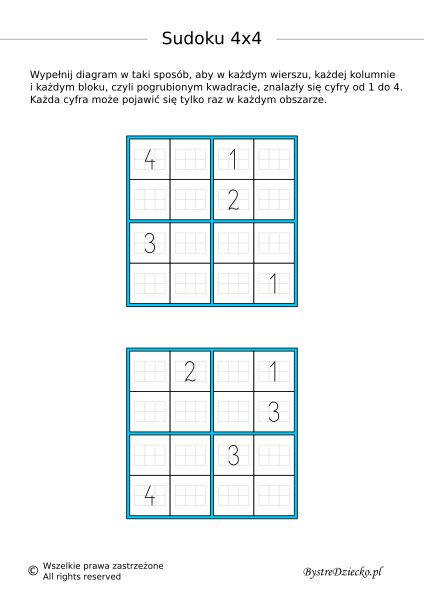 Sudoku 4x4
Wypełnij diagram w taki sposób, aby w każdym wierszu, każdej kolumnie
i każdym bloku, czyli pogrubionym kwadracie, znalazły się cyfry od 1 do 4.
Każda cyfra może pojawić się tylko raz w każdym obszarze.
4 1
2
3
1
2 1
3
3
4
© Wszelkie prawa zastrzeżone
All rights reserved
BystreDziecko.pl